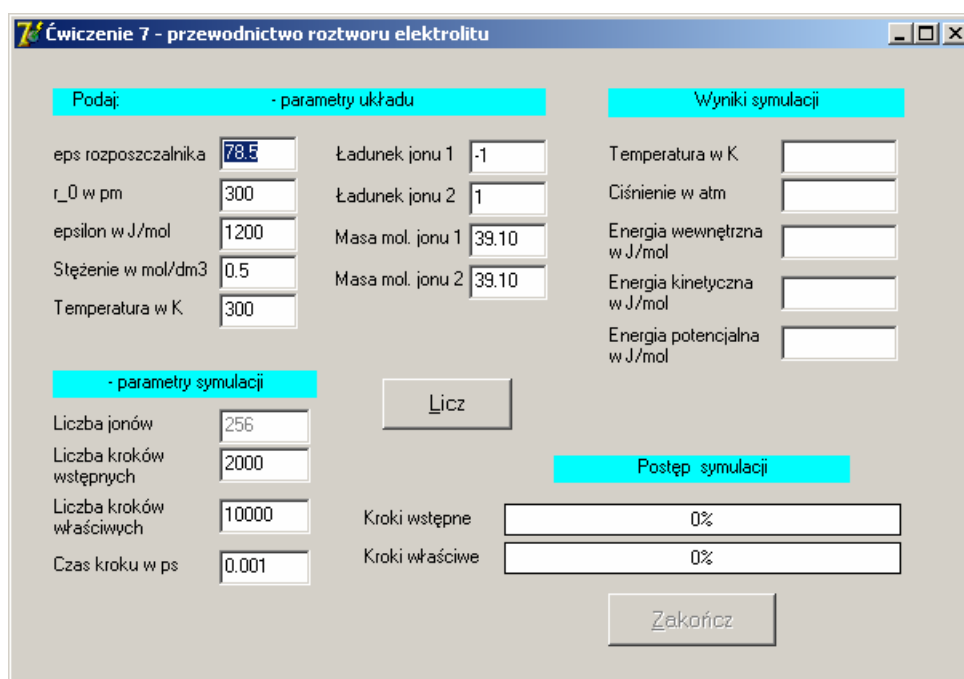 Ćwiczenie 7 - przewodnictwo roztworu elektrolitu
Podaj: - parametry układu
eps rozposzczalnika 78.5
r_0 w pm 300
epsilon w J/mol 1200
Stężenie w mol/dm3 0.5
Temperatura w K 300
Ładunek jonu 1 -1
Ładunek jonu 2 1
Masa mol. jonu 1 39.10
Masa mol. jonu 2 39.10
Wyniki symulacji
Temperatura w K
Ciśnienie w atm
Energia wewnętrzna
w J/mol
Energia kinetyczna
w J/mol
Energia potencjalna
w J/mol
- parametry symulacji
Liczba jonów 256
Liczba kroków
wstępnych 2000
Liczba kroków
właściwych 10000
Czas kroku w ps 0.001
Licz
Postęp symulacji
Kroki wstępne 0%
Kroki właściwe 0%
Zakończ